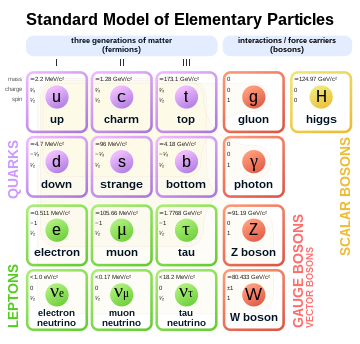 Standard Model of Elementary Particles
three generations of matter
(fermions)
interactions / force carriers
(bosons)
I II III
mass
charge
spin
≃2.2 MeV/c²
⅔
½
u
up
≃1.28 GeV/c²
⅔
½
c
charm
≃173.1 GeV/c²
⅔
½
t
top
0
0
1
g
gluon
≃124.97 GeV/c²
0
0
H
higgs
QUARKS
≃4.7 MeV/c²
−⅓
½
d
down
≃96 MeV/c²
−⅓
½
s
strange
≃4.18 GeV/c²
−⅓
½
b
bottom
0
0
1
γ
photon
SCALAR BOSONS
LEPTONS
≃0.511 MeV/c²
−1
½
e
electron
≃105.66 MeV/c²
−1
½
μ
muon
≃1.7768 GeV/c²
−1
½
τ
tau
≃91.19 GeV/c²
0
1
Z
Z boson
GAUGE BOSONS
VECTOR BOSONS
<1.0 eV/c²
0
½
νe
electron
neutrino
<0.17 MeV/c²
0
½
νμ
muon
neutrino
<18.2 MeV/c²
0
½
ντ
tau
neutrino
≃80.433 GeV/c²
±1
1
W
W boson